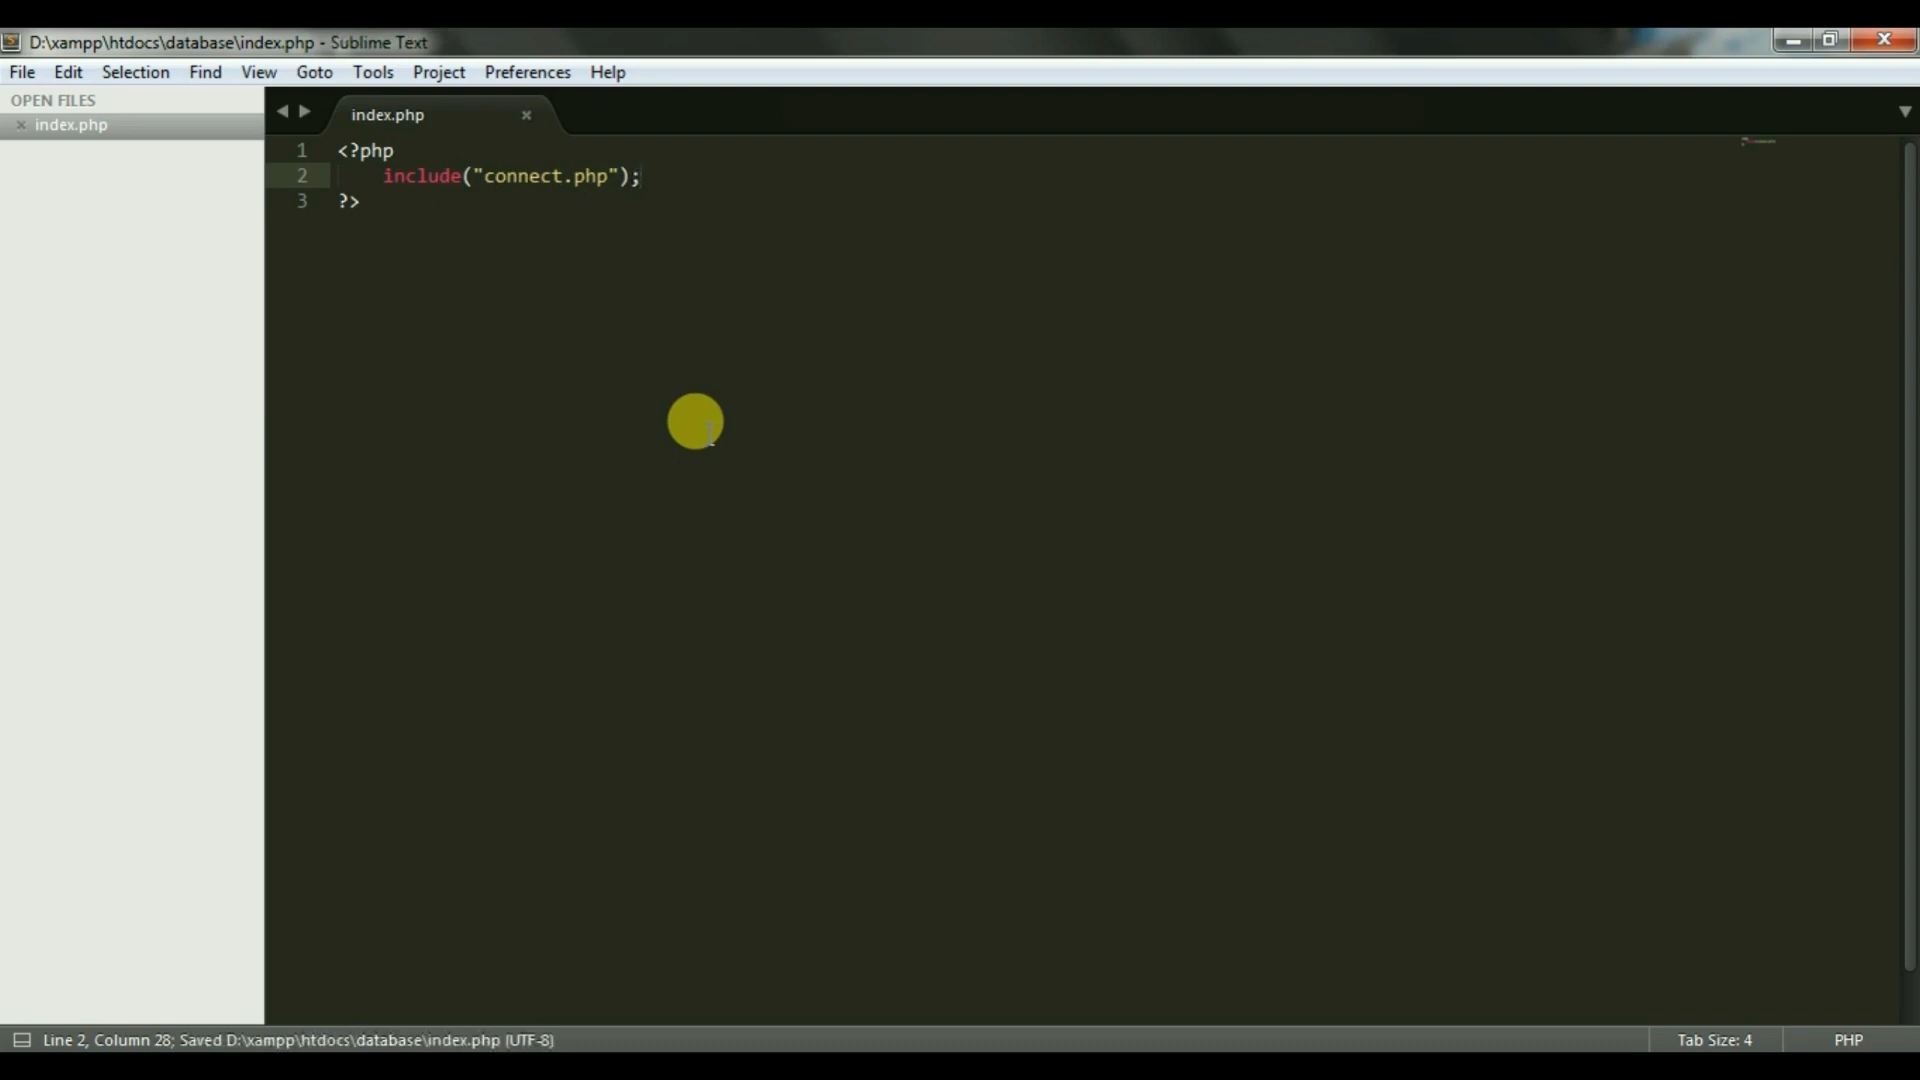 D:\xampp\htdocs\database\index.php - Sublime Text
File Edit Selection Find View Goto Tools Project Preferences Help
OPEN FILES
index.php
index.php
1 <?php
2 include("connect.php");
3 ?>
Line 2, Column 28; Saved D:\xampp\htdocs\database\index.php (UTF-8)
Tab Size: 4
PHP